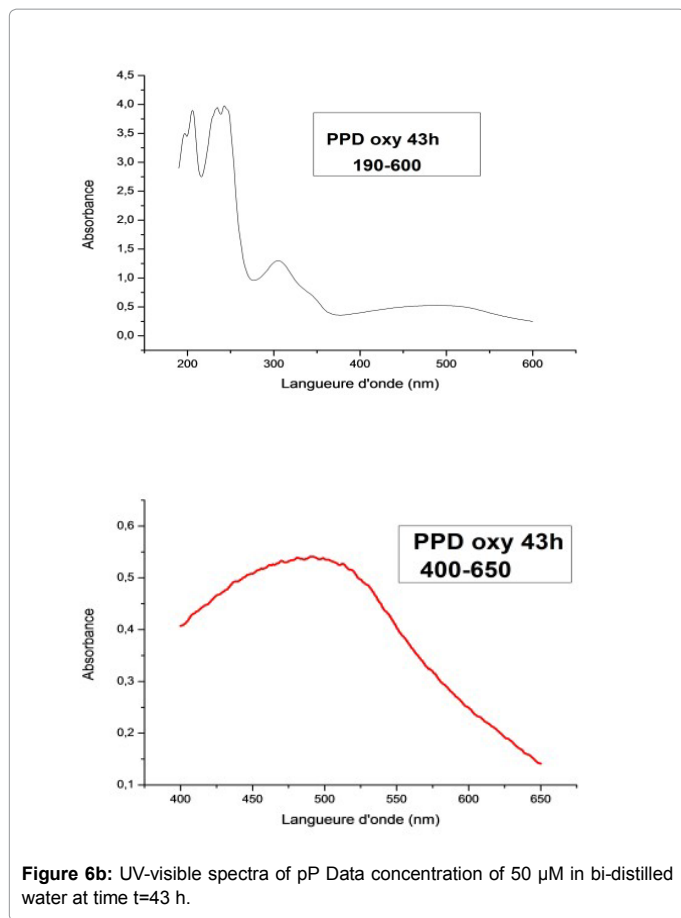 4,5
4,0
3,5
3,0
2,5
2,0
1,5
1,0
0,5
0,0
Absorbance
PPD oxy 43h
190-600
200 300 400 500 600
Langueure d'onde (nm)
0,6
0,5
0,4
0,3
0,2
0,1
Absorbance
PPD oxy 43h
400-650
400 450 500 550 600 650
Langueure d'onde (nm)
Figure 6b: UV-visible spectra of pP Data concentration of 50 µM in bi-distilled
water at time t=43 h.